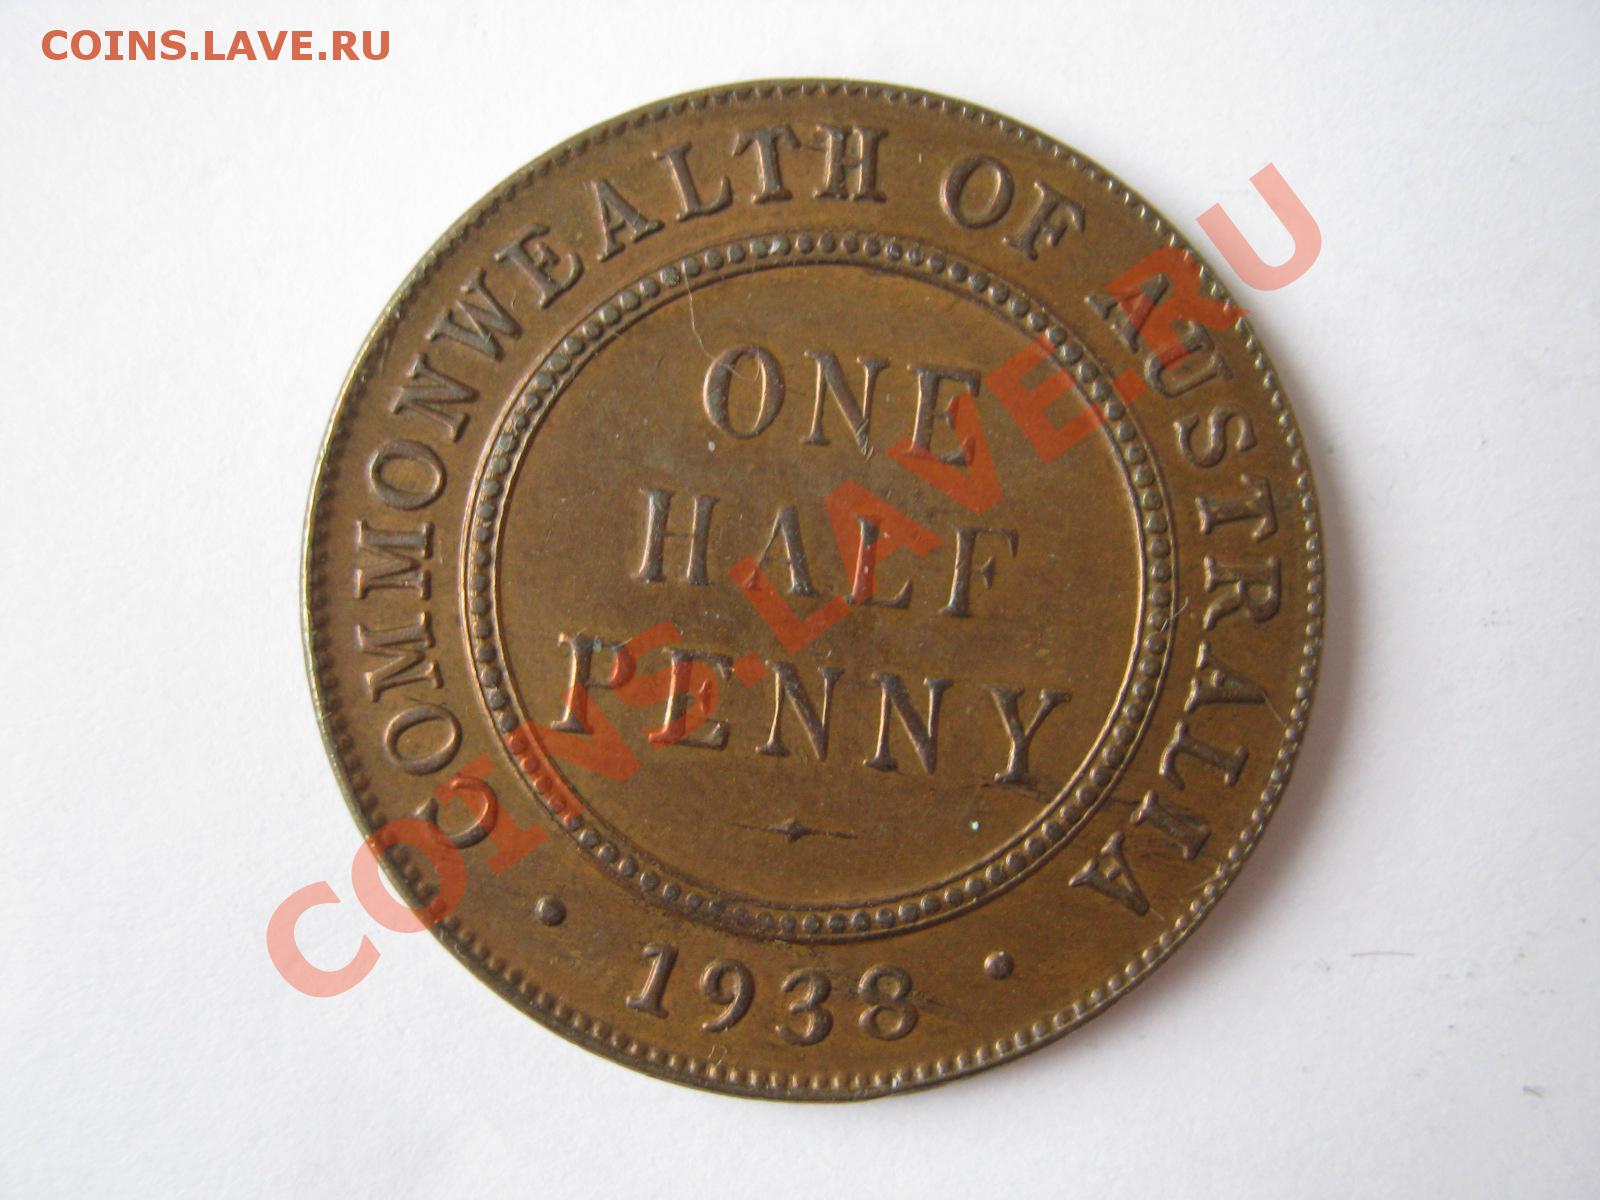 COINS.LAVE.RU
COMMONWEALTH OF AUSTRALIA
ONE
HALF
PENNY
· 1938 ·
COINS.LAVE.RU